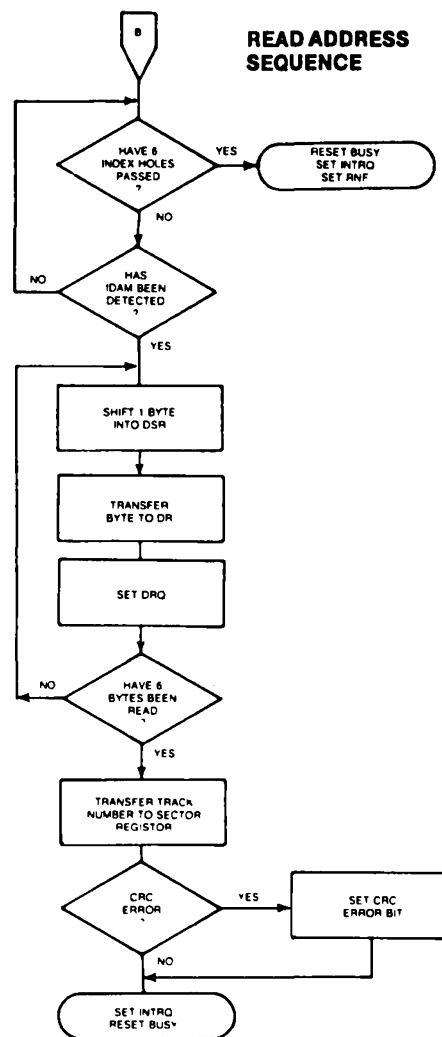 B
READ ADDRESS
SEQUENCE
HAVE 6
INDEX HOLES
PASSED
?
YES
RESET BUSY
SET INTRQ
SET RNF
NO
NO
HAS
IDAM BEEN
DETECTED
?
YES
SHIFT 1 BYTE
INTO DSR
TRANSFER
BYTE TO DR
SET DRQ
NO
HAVE 6
BYTES BEEN
READ
?
YES
TRANSFER TRACK
NUMBER TO SECTOR
REGISTOR
CRC
ERROR
?
YES
SET CRC
ERROR BIT
NO
SET INTRQ
RESET BUSY